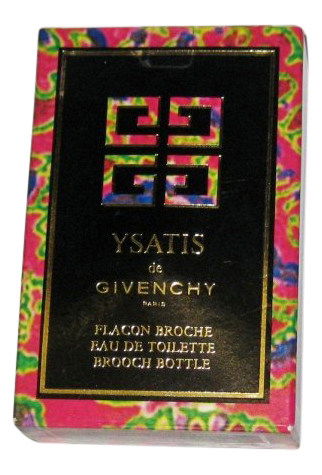 YSATIS
de
GIVENCHY
PARIS
FLACON BROCHE
EAU DE TOILETTE
BROOCH BOTTLE